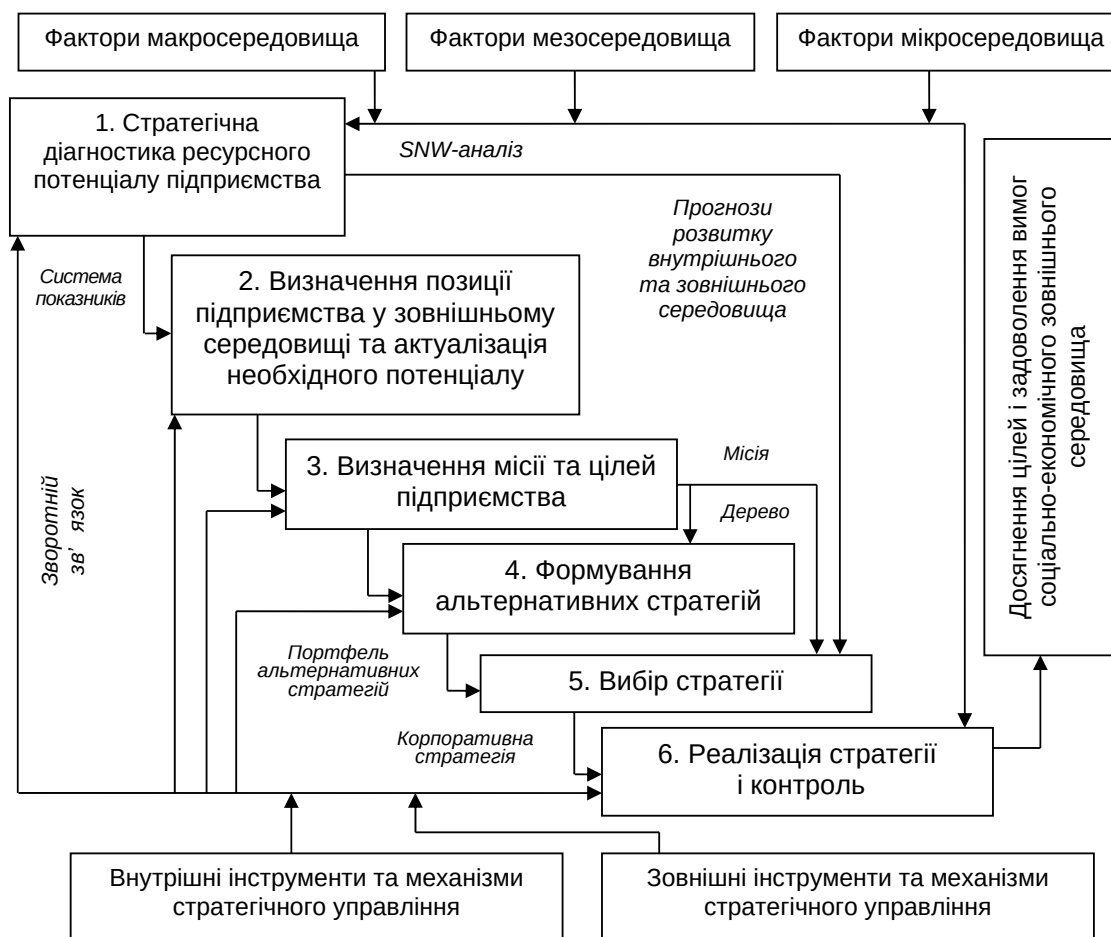 Фактори макросередовища
Фактори мезосередовища
Фактори мікросередовища
1. Стратегічна
діагностика ресурсного
потенціалу підприємства
SNW-аналіз
Прогнози
розвитку
внутрішнього
та зовнішнього
середовища
Досягнення цілей і задоволення вимог
соціально-економічного зовнішнього
середовища
Система
показників
2. Визначення позиції
підприємства у зовнішньому
середовищі та актуалізація
необхідного потенціалу
Зворотній
зв' язок
3. Визначення місії та цілей
підприємства
Місія
Дерево
4. Формування
альтернативних стратегій
Портфель
альтернативних
стратегій
5. Вибір стратегії
Корпоративна
стратегія
6. Реалізація стратегії
і контроль
Внутрішні інструменти та механізми
стратегічного управління
Зовнішні інструменти та механізми
стратегічного управління